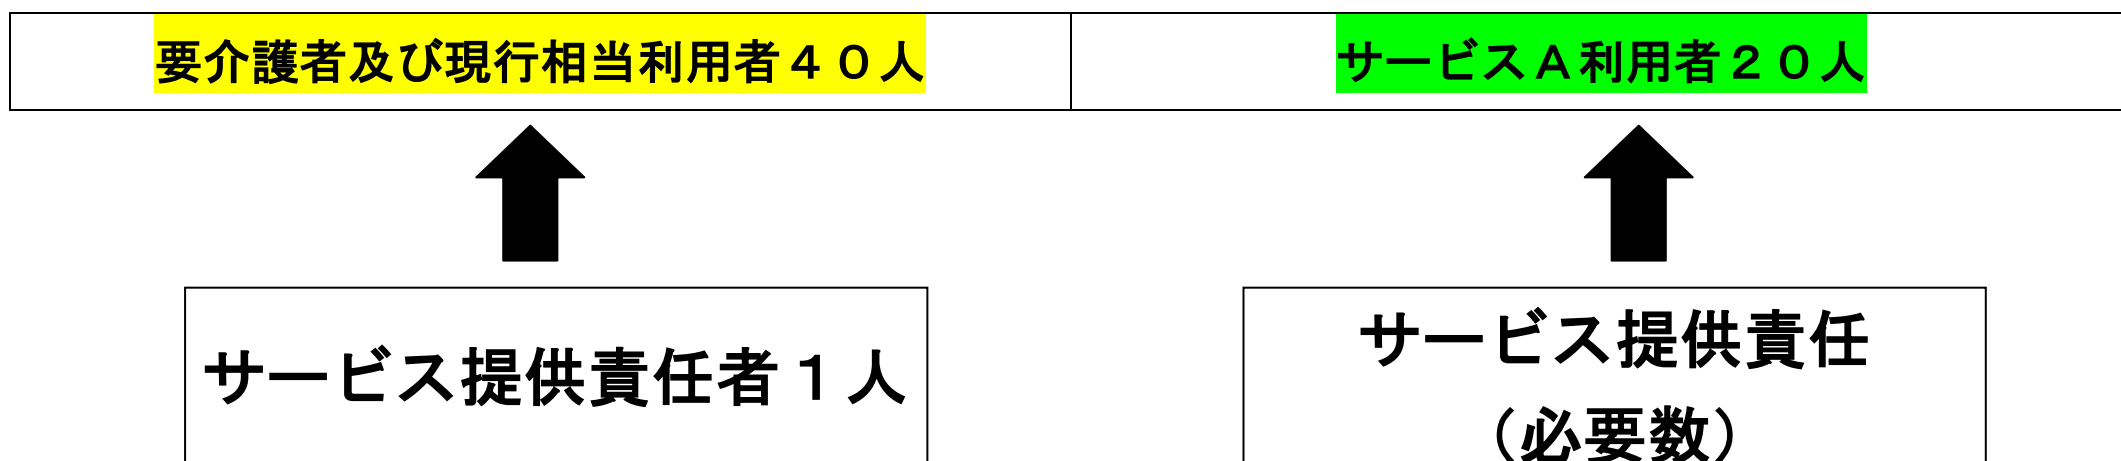 要介護者及び現行相当利用者４０人
サービスＡ利用者２０人
サービス提供責任者１人
サービス提供責任
（必要数）